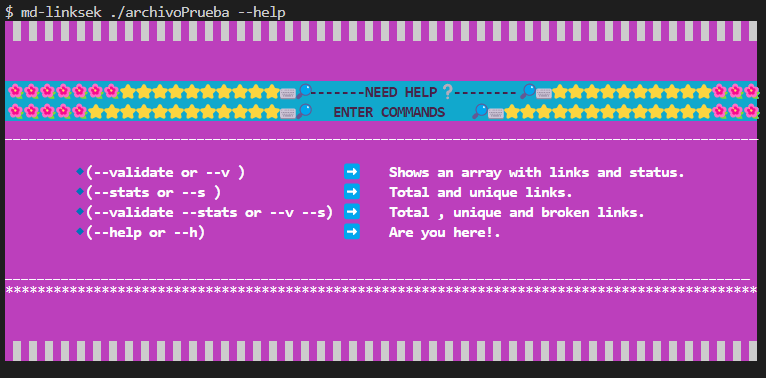 $ md-linksek ./archivoPrueba --help
🌺🌺🌺🌺🌺🌺🌺⭐⭐⭐⭐⭐⭐⭐⭐⭐⭐⌨️🔎--------NEED HELP❔--------🔎⌨️⭐⭐⭐⭐⭐⭐⭐⭐⭐⭐🌺🌺🌺
🌺🌺🌺🌺🌺⭐⭐⭐⭐⭐⭐⭐⭐⭐⭐⭐⭐⌨️🔎 ENTER COMMANDS 🔎⌨️⭐⭐⭐⭐⭐⭐⭐⭐⭐⭐⭐⭐⭐🌺🌺🌺
🔹(--validate or --v ) ➡️ Shows an array with links and status.
🔹(--stats or --s ) ➡️ Total and unique links.
🔹(--validate --stats or --v --s) ➡️ Total , unique and broken links.
🔹(--help or --h) ➡️ Are you here!.
**********************************************************************************************